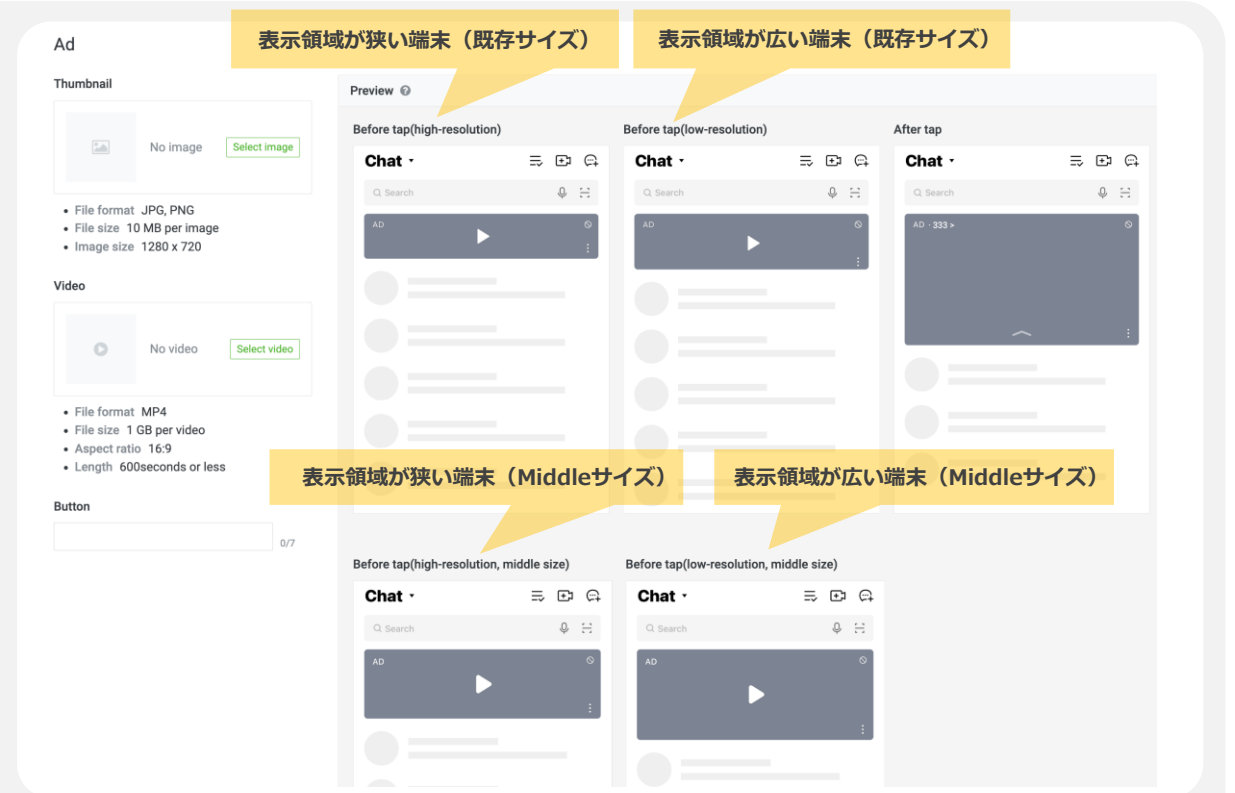 Ad
表示領域が狭い端末（既存サイズ）
表示領域が広い端末（既存サイズ）
Thumbnail
No image
Select image
File format JPG, PNG
File size 10 MB per image
Image size 1280 x 720
Video
No video
Select video
File format MP4
File size 1 GB per video
Aspect ratio 16:9
Length 600seconds or less
Button
0/7
Preview ?
Before tap(high-resolution)
Chat
Search
AD
Before tap(low-resolution)
Chat
Search
AD
After tap
Chat
Search
AD · 333 >
表示領域が狭い端末（Middleサイズ）
表示領域が広い端末（Middleサイズ）
Before tap(high-resolution, middle size)
Chat
Search
AD
Before tap(low-resolution, middle size)
Chat
Search
AD